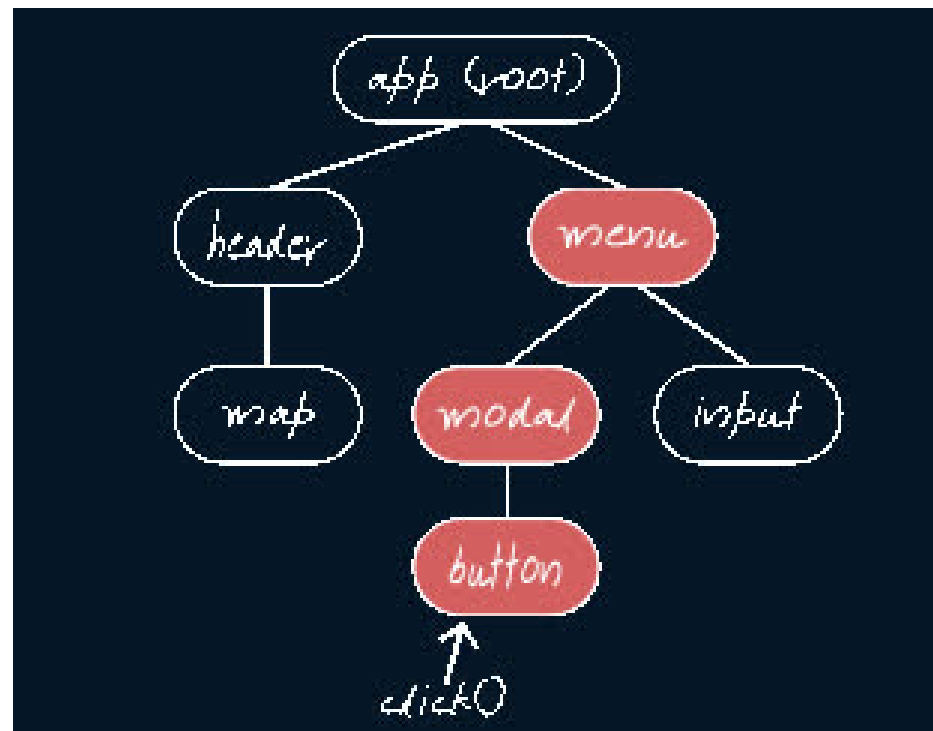 app (root)
header
menu
map
modal
input
button
click()